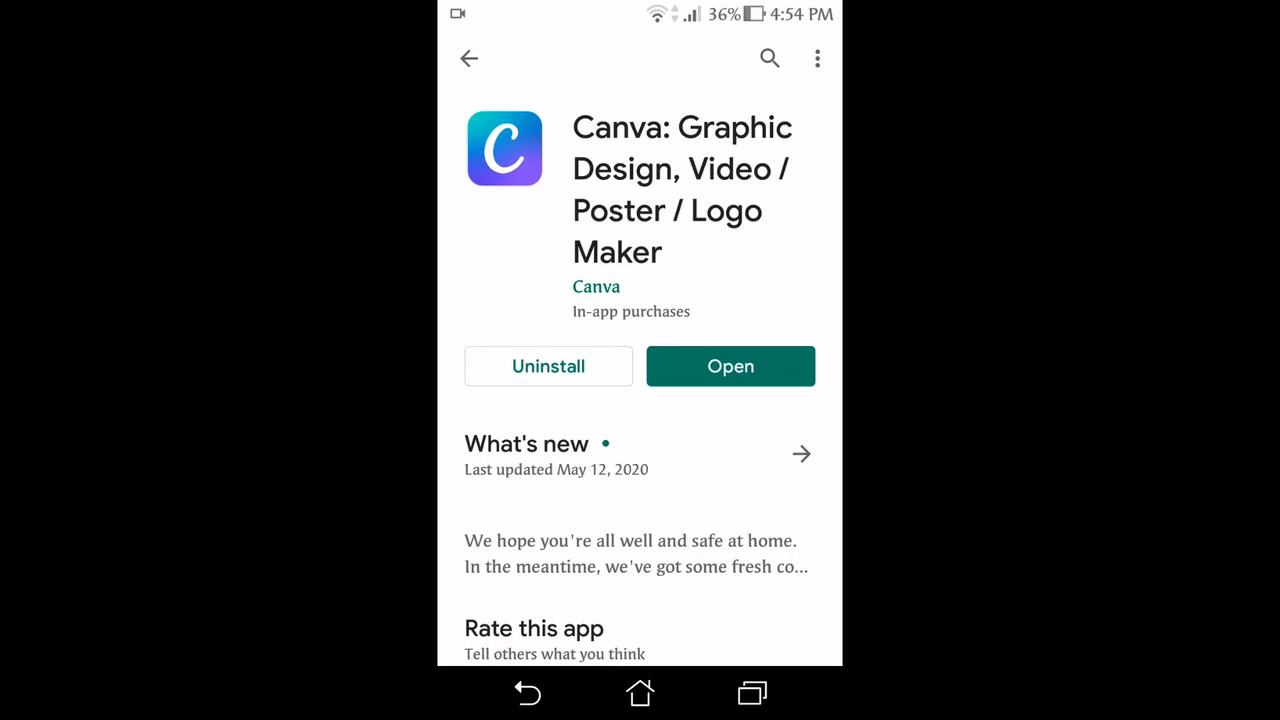 36% 4:54 PM
C
Canva: Graphic
Design, Video /
Poster / Logo
Maker
Canva
In-app purchases
Uninstall
Open
What's new •
Last updated May 12, 2020
We hope you're all well and safe at home.
In the meantime, we've got some fresh co...
Rate this app
Tell others what you think